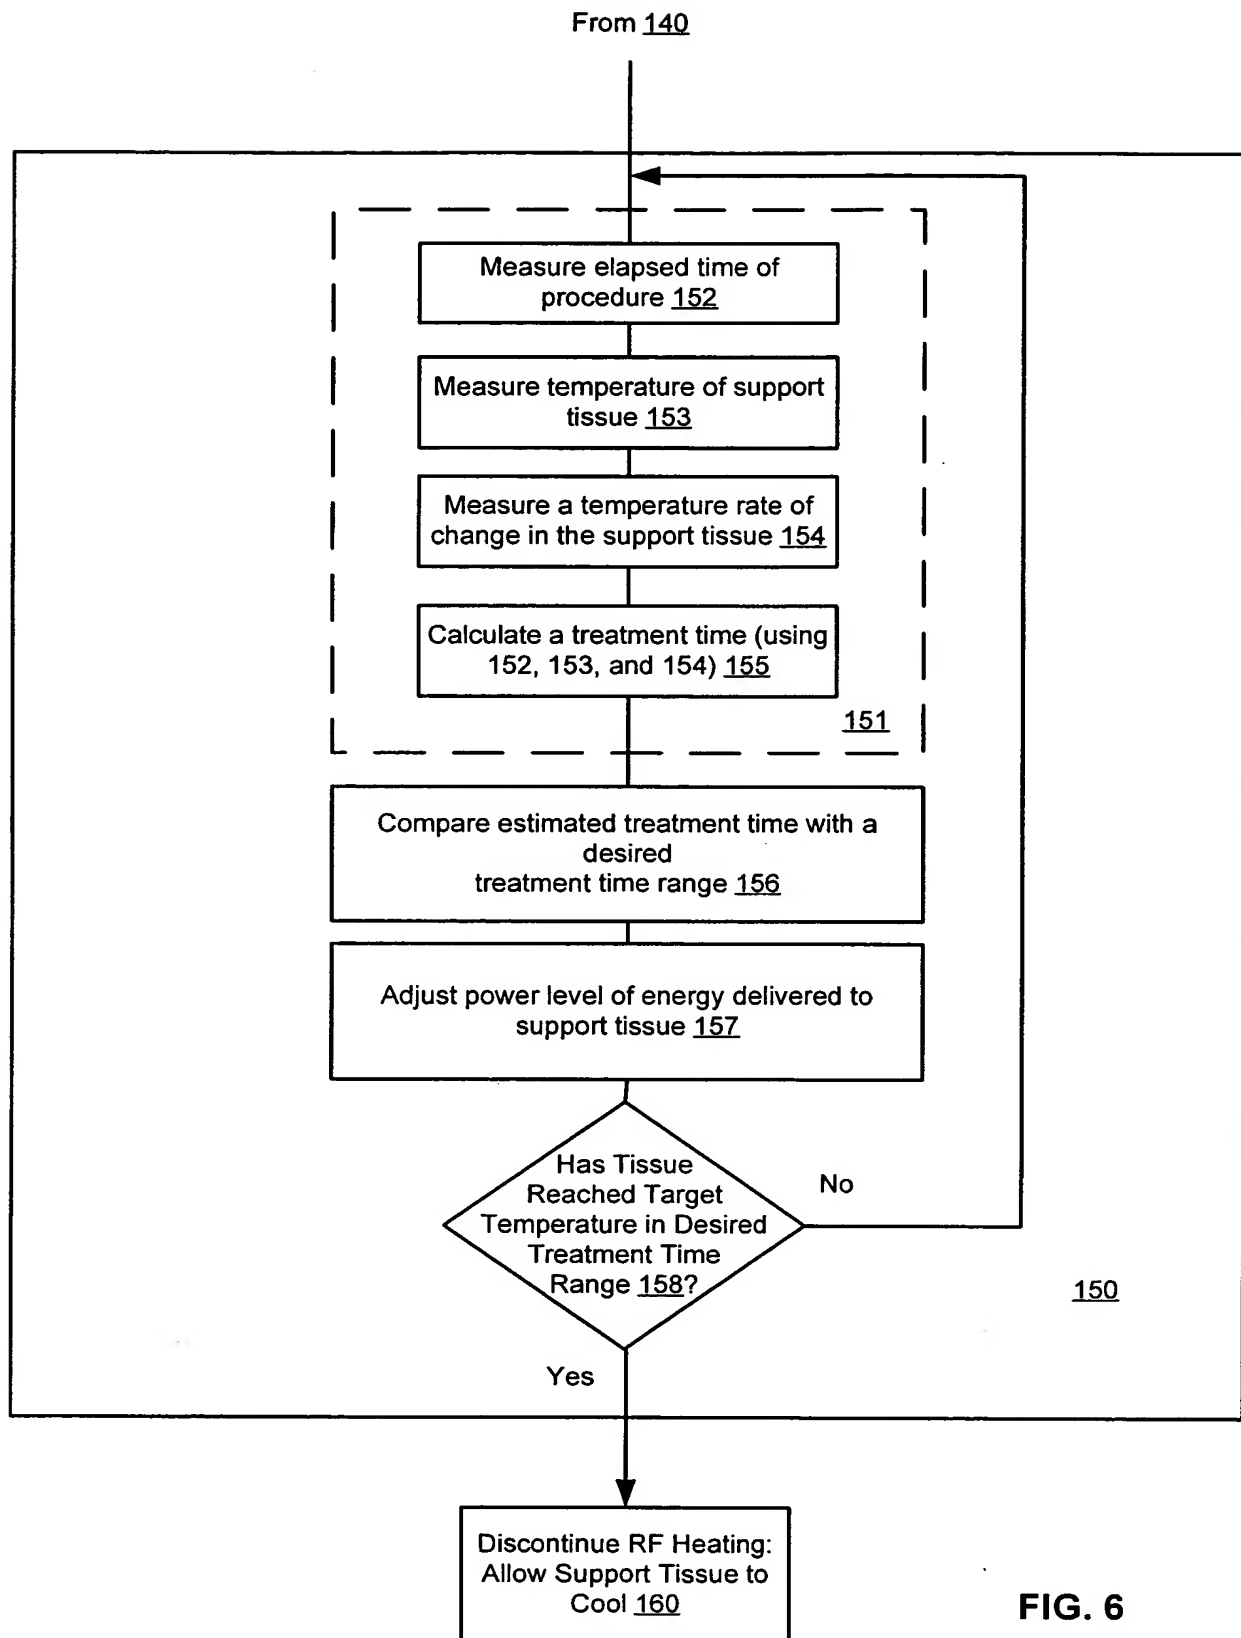 From 140
Measure elapsed time of
procedure 152
Measure temperature of support
tissue 153
Measure a temperature rate of
change in the support tissue 154
Calculate a treatment time (using
152, 153, and 154) 155
151
Compare estimated treatment time with a
desired
treatment time range 156
Adjust power level of energy delivered to
support tissue 157
Has Tissue
Reached Target
Temperature in Desired
Treatment Time
Range 158?
No
150
Yes
Discontinue RF Heating:
Allow Support Tissue to
Cool 160
FIG. 6